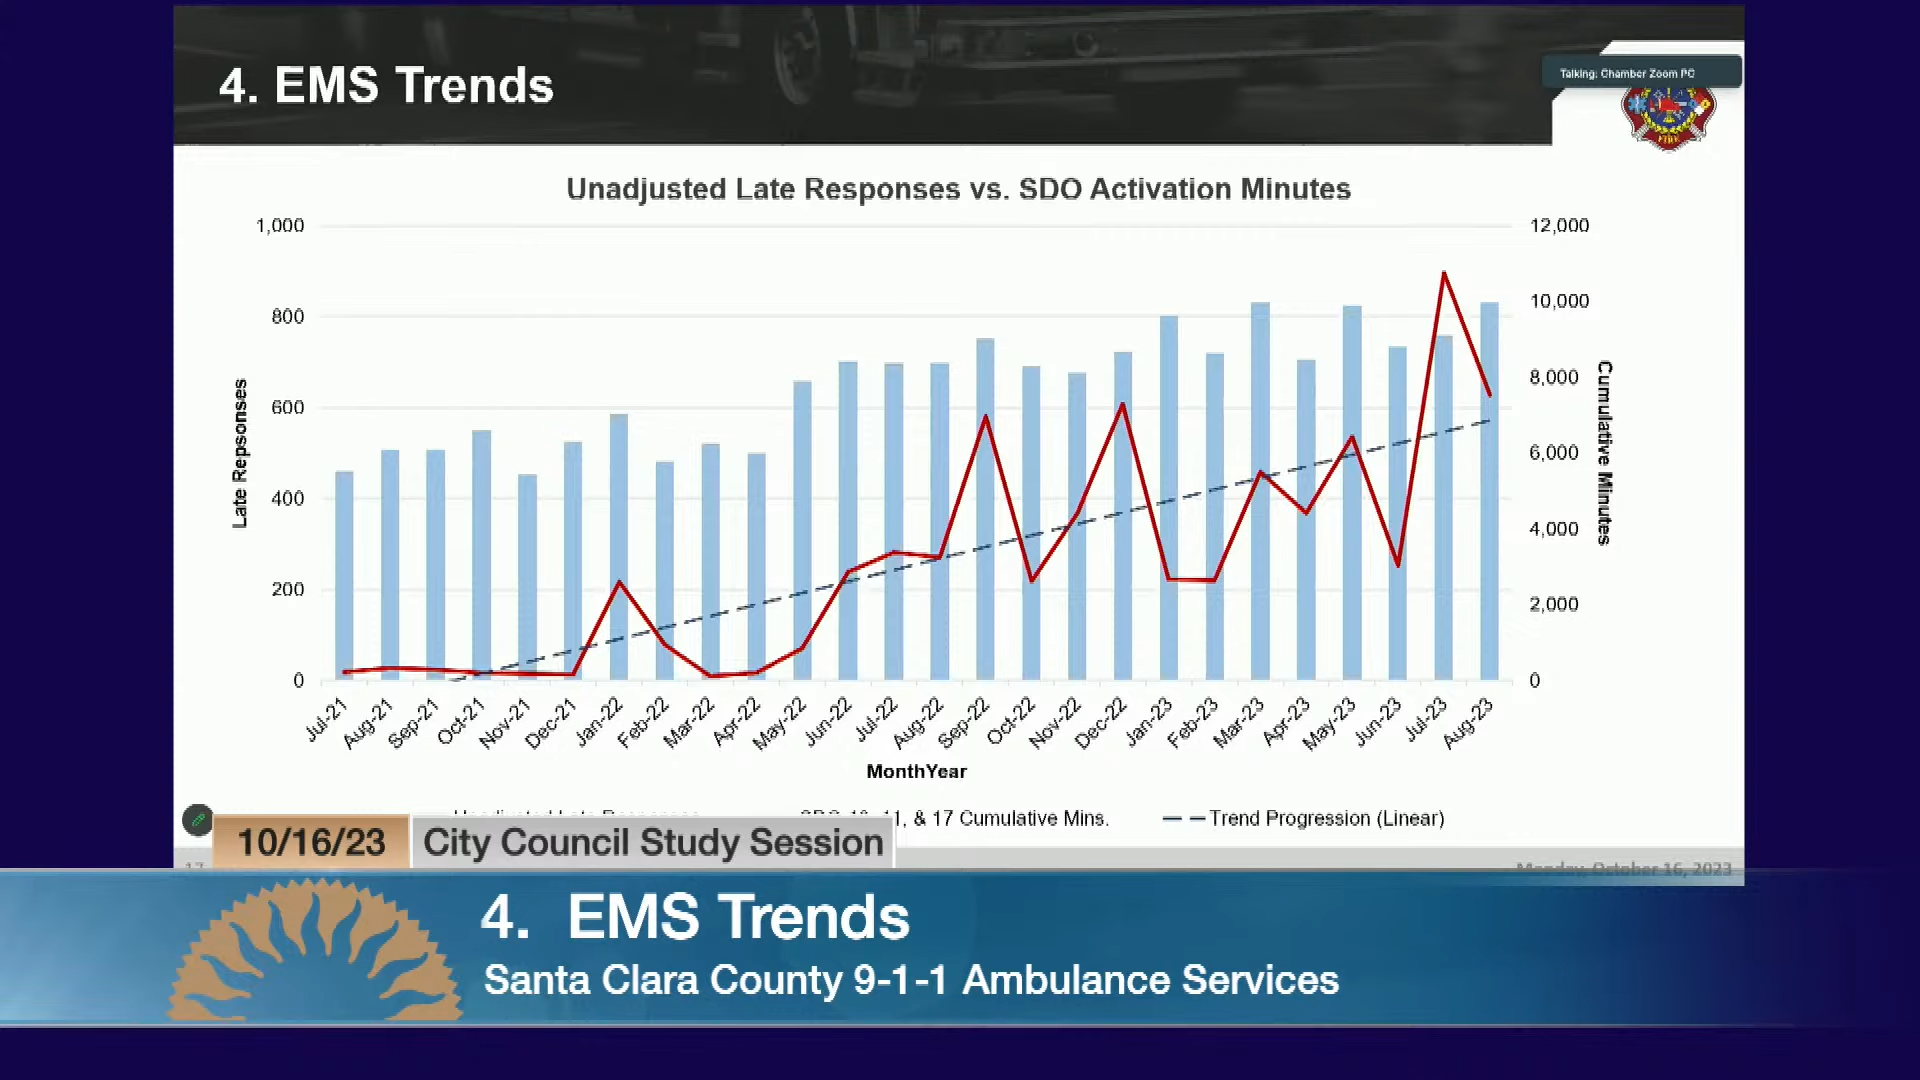 4. EMS Trends
Talking: Chamber Zoom PC
FIRE
Unadjusted Late Responses vs. SDO Activation Minutes
1,000
800
600
400
200
0
Late Repsonses
12,000
10,000
8,000
6,000
4,000
2,000
0
Cumulative Minutes
Jul-21
Aug-21
Sep-21
Oct-21
Nov-21
Dec-21
Jan-22
Feb-22
Mar-22
Apr-22
May-22
Jun-22
Jul-22
Aug-22
Sep-22
Oct-22
Nov-22
Dec-22
Jan-23
Feb-23
Mar-23
Apr-23
May-23
Jun-23
Jul-23
Aug-23
MonthYear
11, & 17 Cumulative Mins.
Trend Progression (Linear)
10/16/23
City Council Study Session
17
Monday, October 16, 2023
4. EMS Trends
Santa Clara County 9-1-1 Ambulance Services